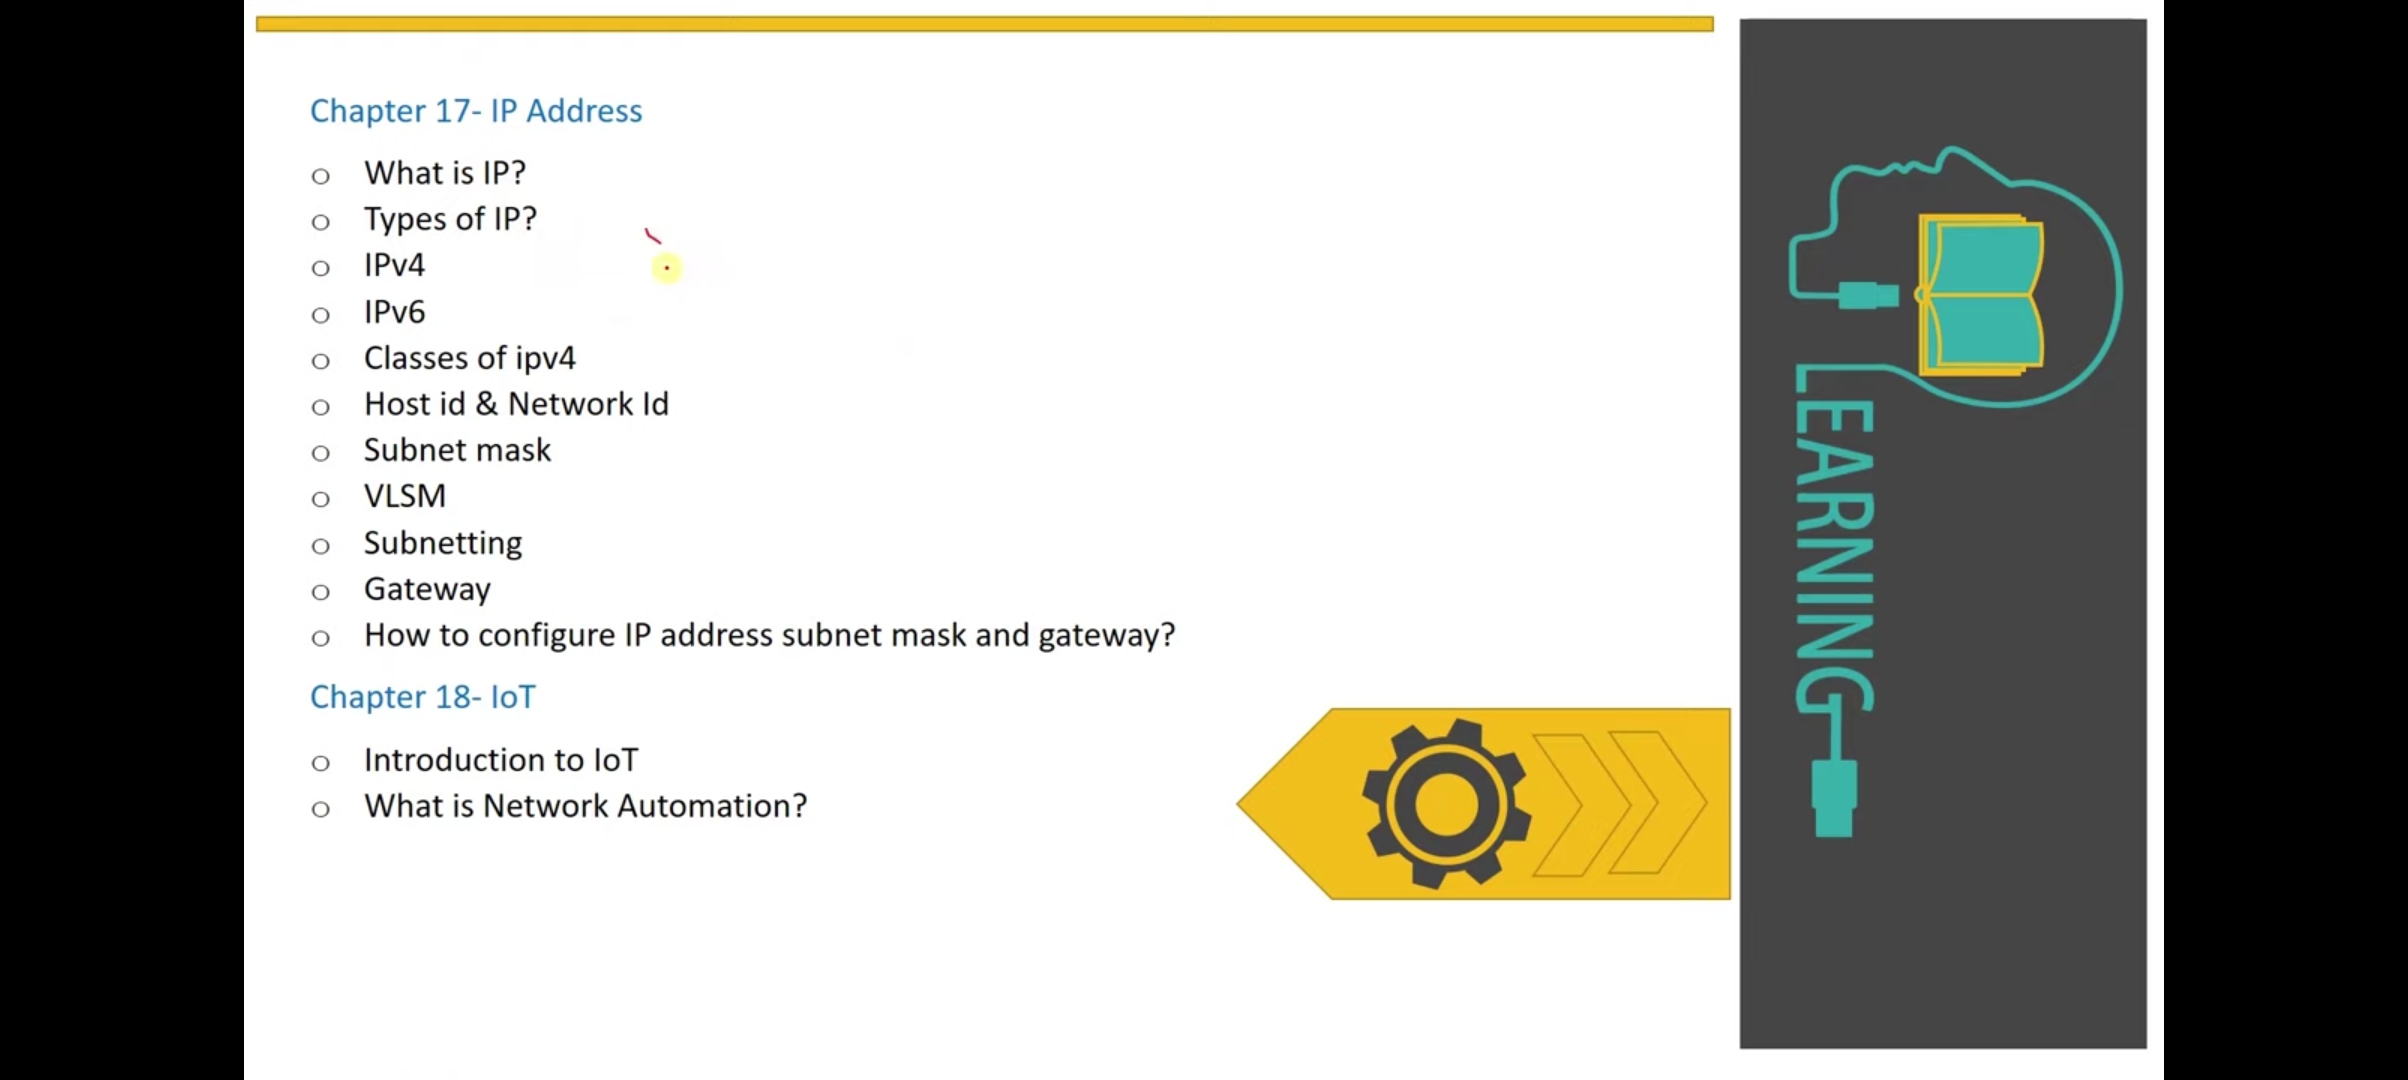 Chapter 17- IP Address
o What is IP?
o Types of IP?
o IPv4
o IPv6
o Classes of ipv4
o Host id & Network Id
o Subnet mask
o VLSM
o Subnetting
o Gateway
o How to configure IP address subnet mask and gateway?
Chapter 18- IoT
o Introduction to IoT
o What is Network Automation?
LEARNING